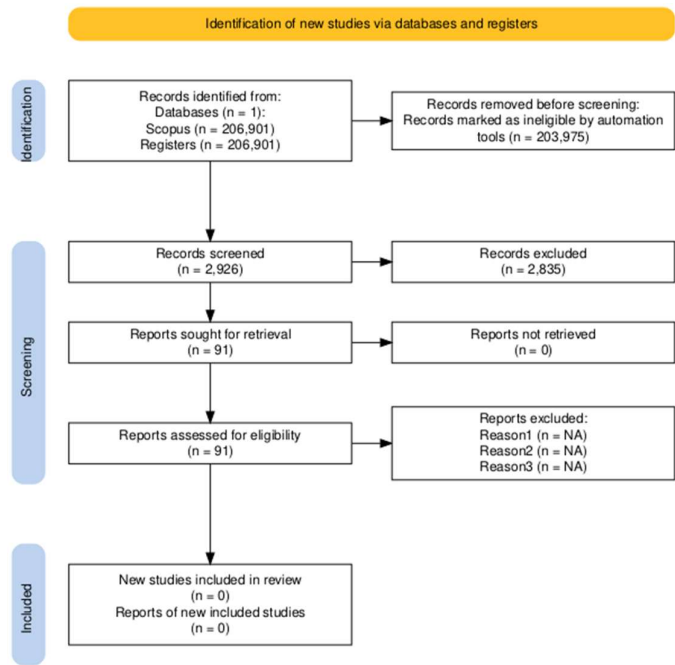 Identification of new studies via databases and registers
Identification
Records identified from:
Databases (n = 1):
Scopus (n = 206,901)
Registers (n = 206,901)
Records removed before screening:
Records marked as ineligible by automation
tools (n = 203,975)
Screening
Records screened
(n = 2,926)
Records excluded
(n = 2,835)
Reports sought for retrieval
(n = 91)
Reports not retrieved
(n = 0)
Reports assessed for eligibility
(n = 91)
Reports excluded:
Reason1 (n = NA)
Reason2 (n = NA)
Reason3 (n = NA)
Included
New studies included in review
(n = 0)
Reports of new included studies
(n = 0)